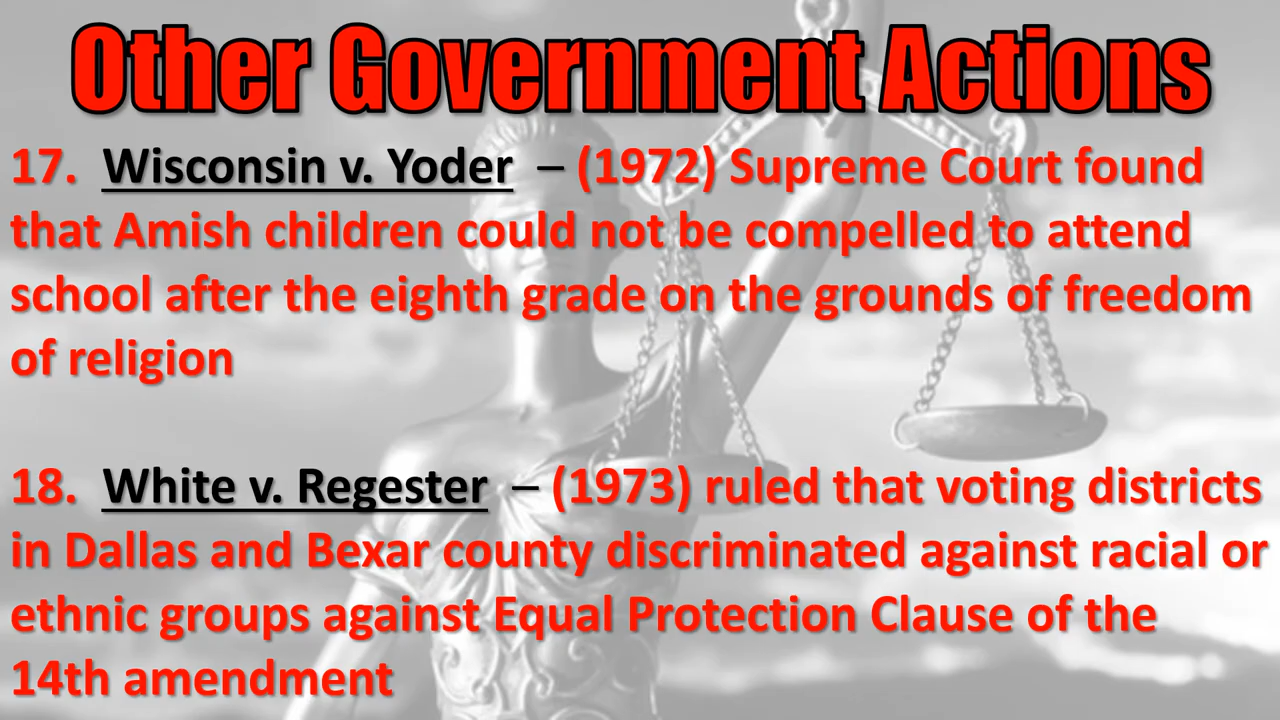 Other Government Actions
17. Wisconsin v. Yoder – (1972) Supreme Court found
that Amish children could not be compelled to attend
school after the eighth grade on the grounds of freedom
of religion
18. White v. Regester – (1973) ruled that voting districts
in Dallas and Bexar county discriminated against racial or
ethnic groups against Equal Protection Clause of the
14th amendment